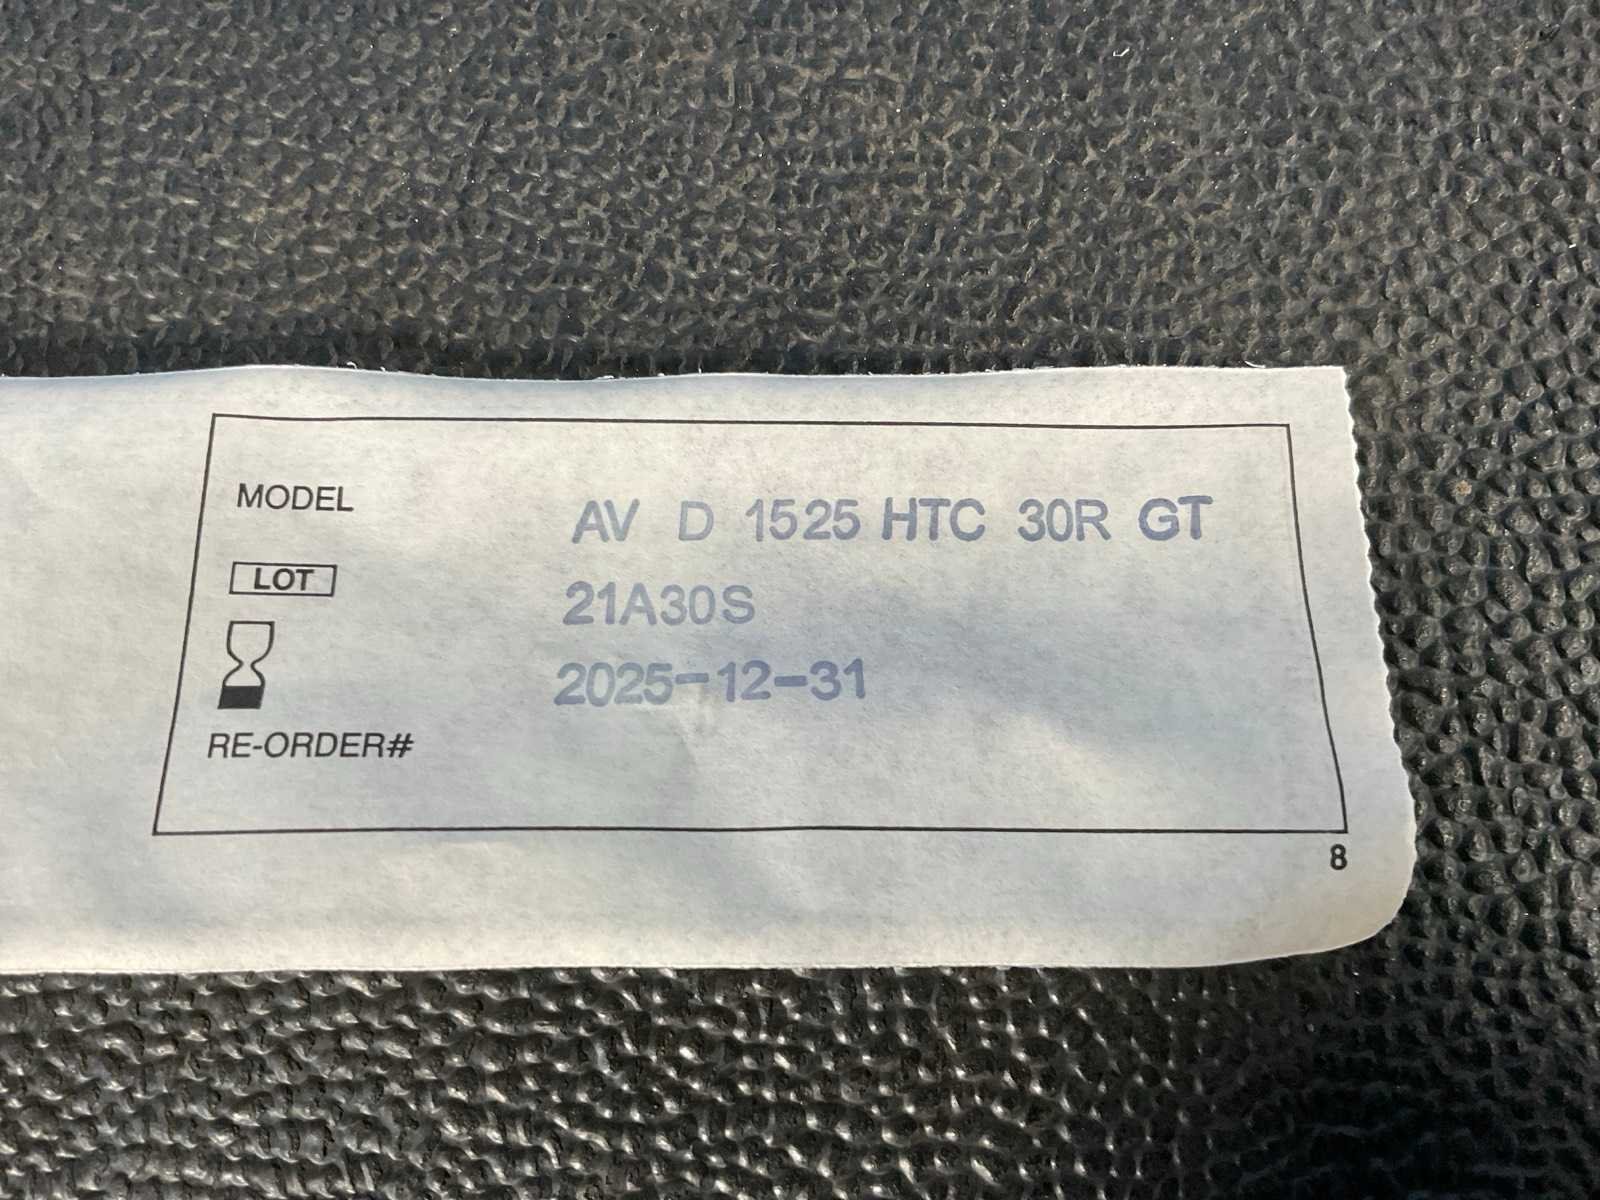 MODEL AV D 1525 HTC 30R GT
LOT 21A30S
2025-12-31
RE-ORDER#
8